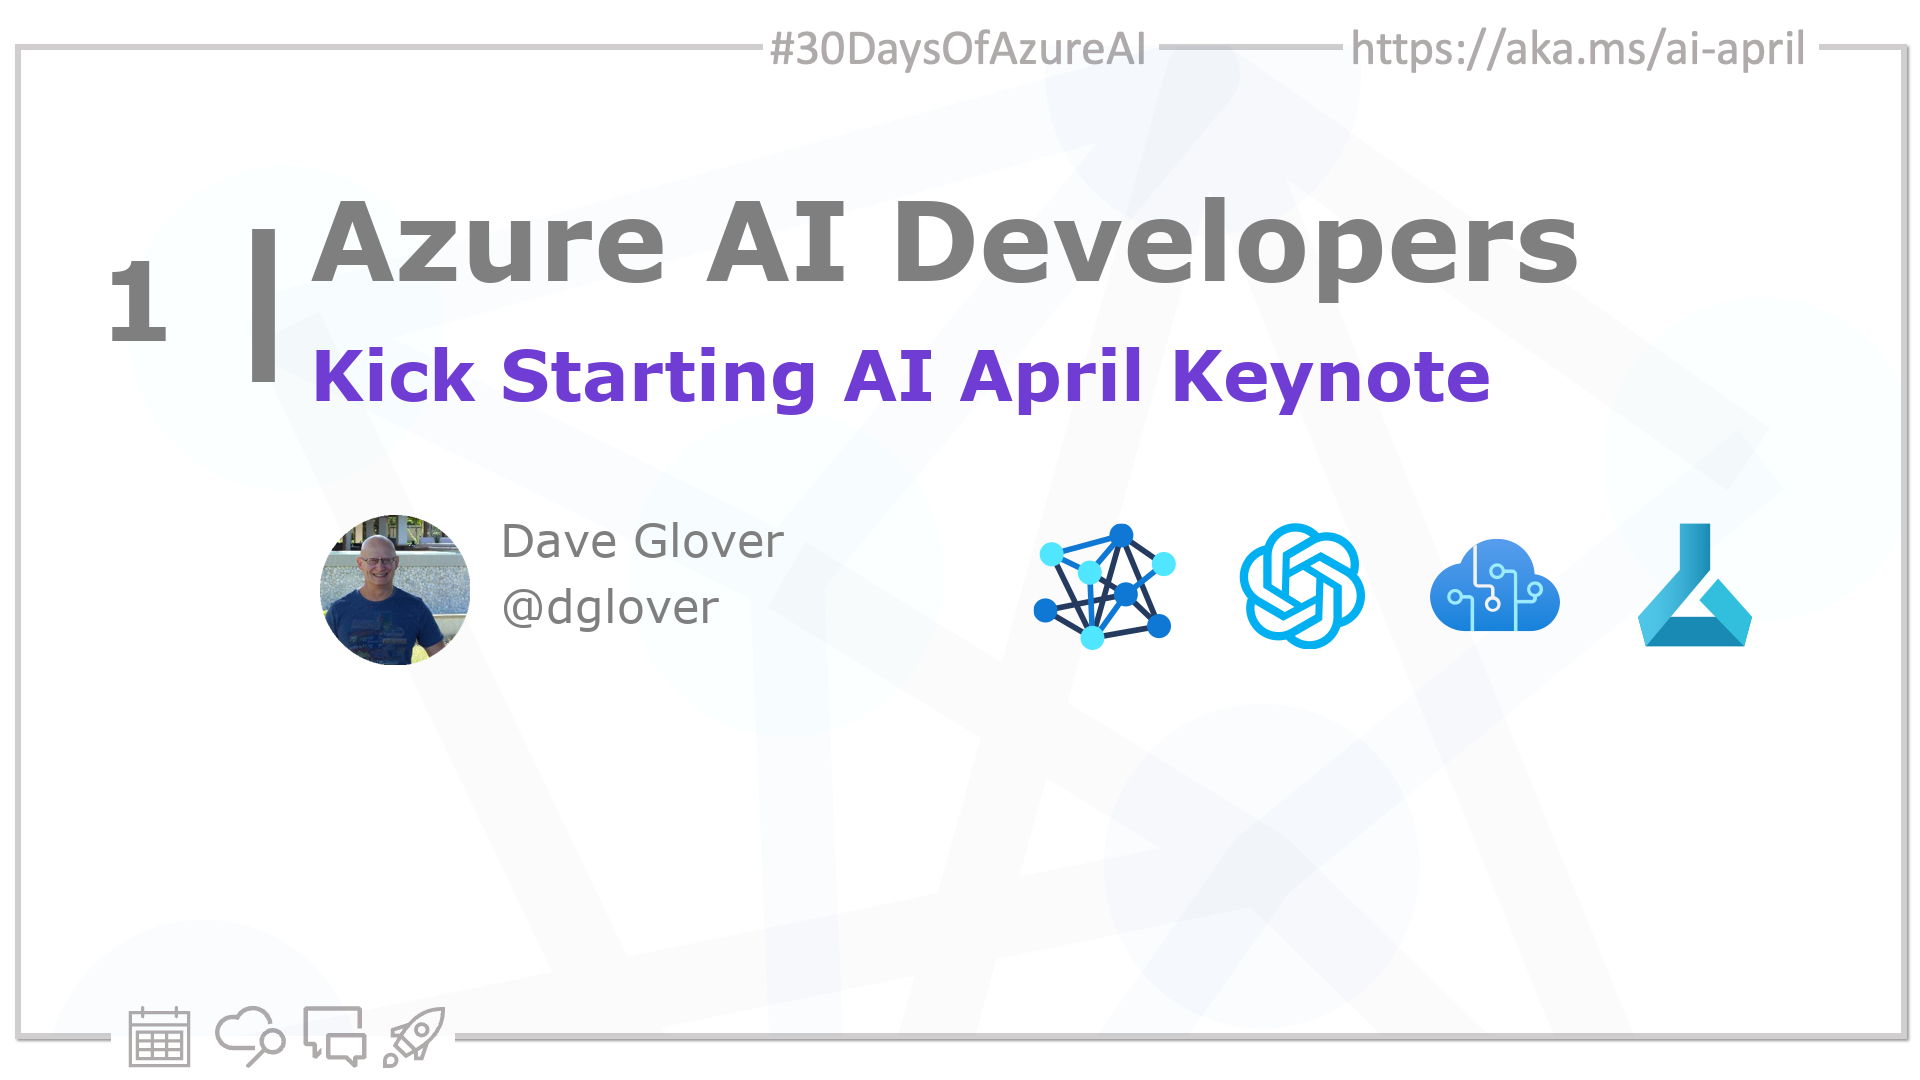 #30DaysOfAzureAI
https://aka.ms/ai-april
1
Azure AI Developers
Kick Starting AI April Keynote
Dave Glover
@dglover